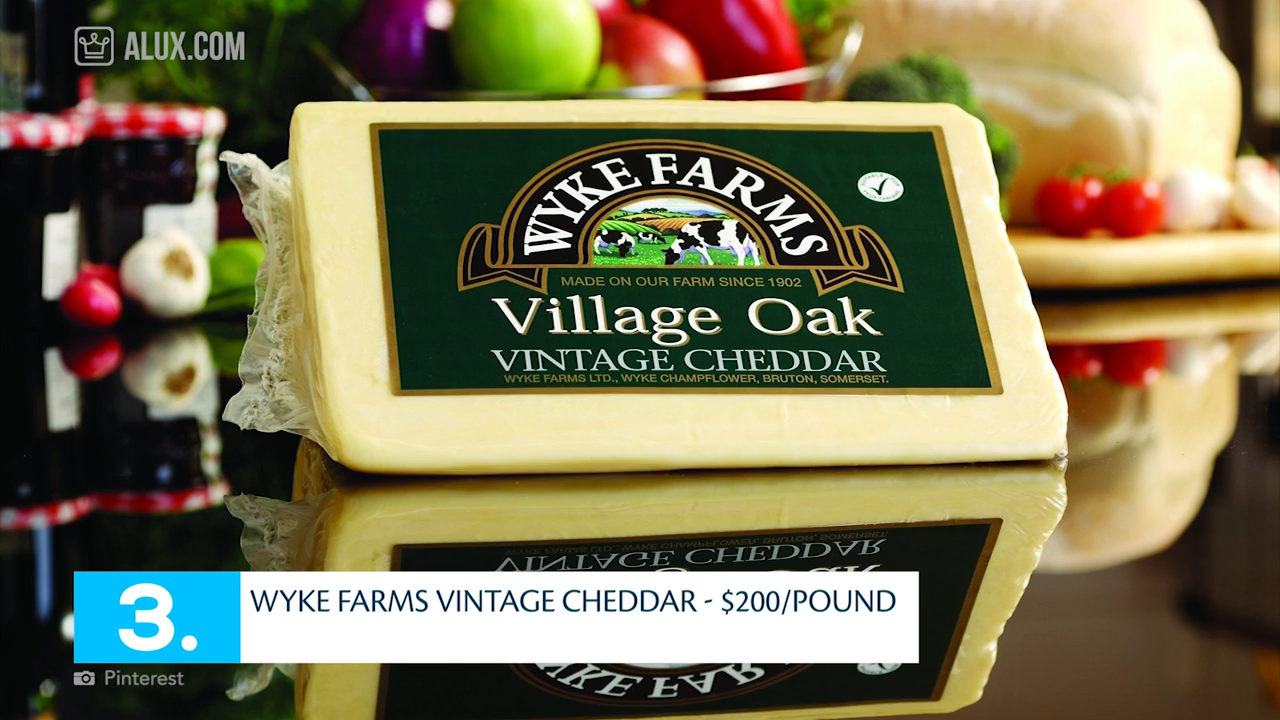 ALUX.COM
WYKE FARMS
MADE ON OUR FARM SINCE 1902
Village Oak
VINTAGE CHEDDAR
WYKE FARMS LTD., WYKE CHAMPFLOWER, BRUTON, SOMERSET.
3.
WYKE FARMS VINTAGE CHEDDAR - $200/POUND
Pinterest